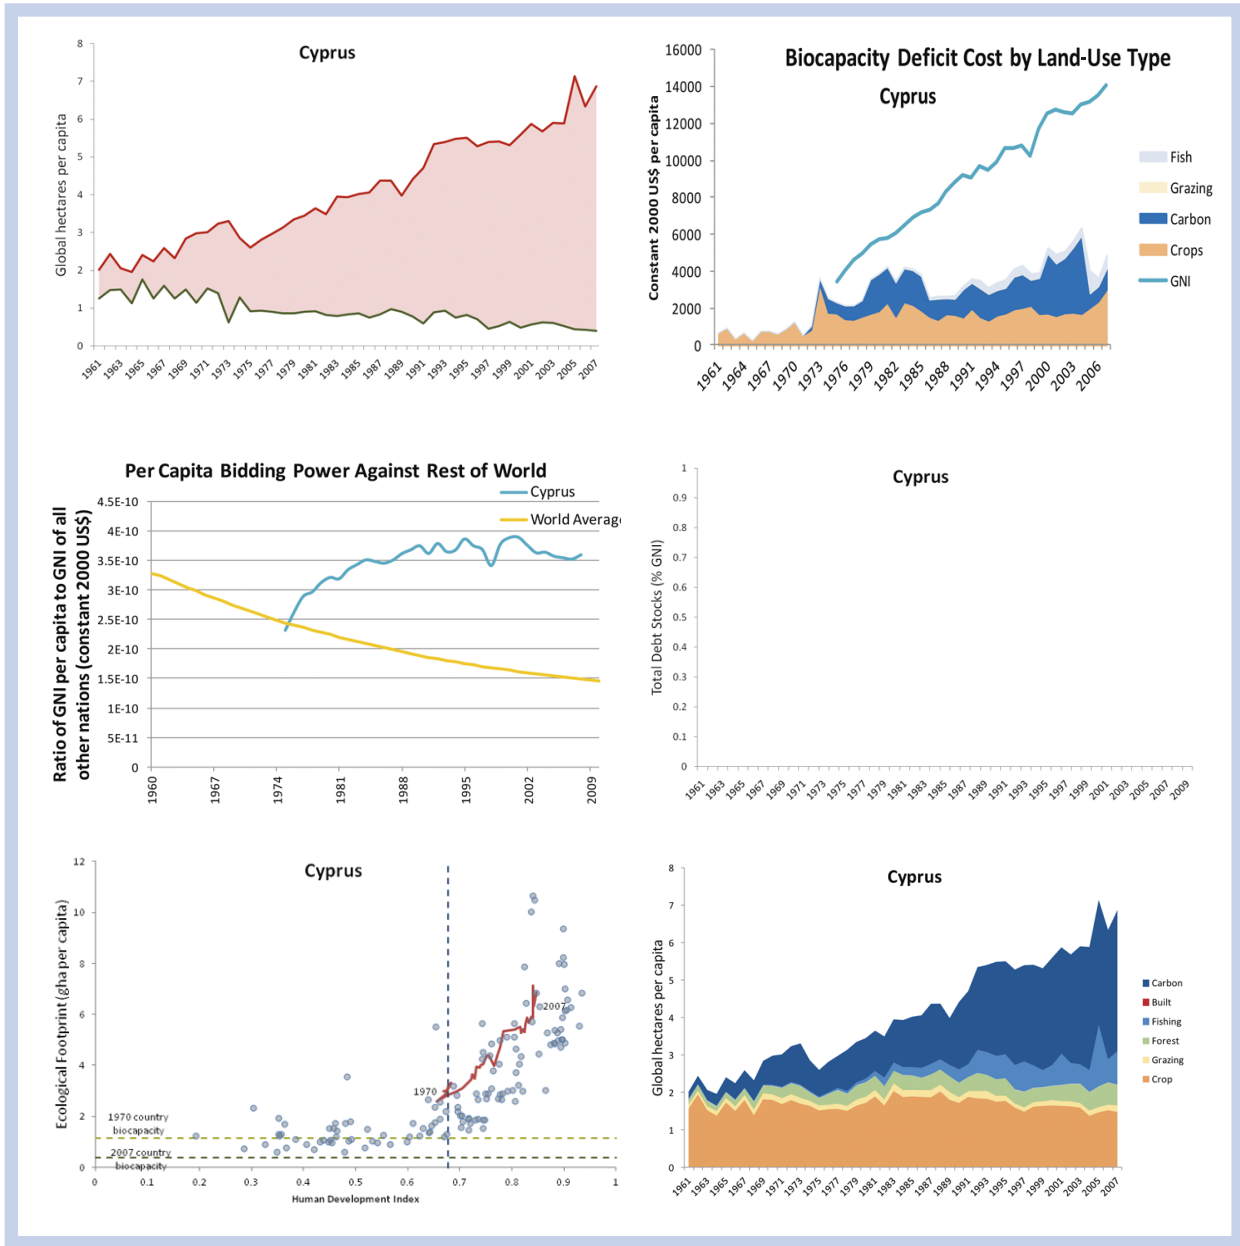 Cyprus
Global hectares per capita
8
7
6
5
4
3
2
1
0
1961 1963 1965 1967 1969 1971 1973 1975 1977 1979 1981 1983 1985 1987 1989 1991 1993 1995 1997 1999 2001 2003 2005 2007
Biocapacity Deficit Cost by Land-Use Type
Cyprus
Constant 2000 US$ per capita
16000
14000
12000
10000
8000
6000
4000
2000
0
1961 1964 1967 1970 1973 1976 1979 1982 1985 1988 1991 1994 1997 2000 2003 2006
Fish
Grazing
Carbon
Crops
GNI
Per Capita Bidding Power Against Rest of World
Cyprus
World Average
Ratio of GNI per capita to GNI of all
other nations (constant 2000 US$)
4.5E-10
4E-10
3.5E-10
3E-10
2.5E-10
2E-10
1.5E-10
1E-10
5E-11
0
1960 1967 1974 1981 1988 1995 2002 2009
Cyprus
Total Debt Stocks (% GNI)
1
0.9
0.8
0.7
0.6
0.5
0.4
0.3
0.2
0.1
0
1961 1963 1965 1967 1969 1971 1973 1975 1977 1979 1981 1983 1985 1987 1989 1991 1993 1995 1997 1999 2001 2003 2005 2007 2009
Cyprus
Ecological Footprint (gha per capita)
12
10
8
6
4
2
0
2007
1970
1970 country
biocapacity
2007 country
biocapacity
0 0.1 0.2 0.3 0.4 0.5 0.6 0.7 0.8 0.9 1
Human Development Index
Cyprus
Global hectares per capita
8
7
6
5
4
3
2
1
0
1961 1963 1965 1967 1969 1971 1973 1975 1977 1979 1981 1983 1985 1987 1989 1991 1993 1995 1997 1999 2001 2003 2005 2007
Carbon
Built
Fishing
Forest
Grazing
Crop